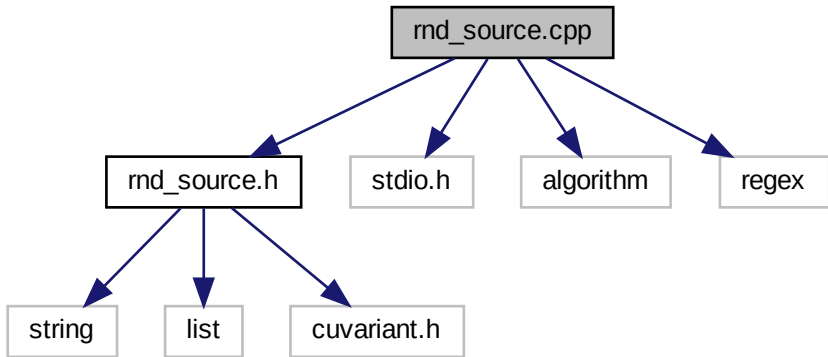 rnd_source.cpp
rnd_source.h
stdio.h
algorithm
regex
string
list
cuvariant.h